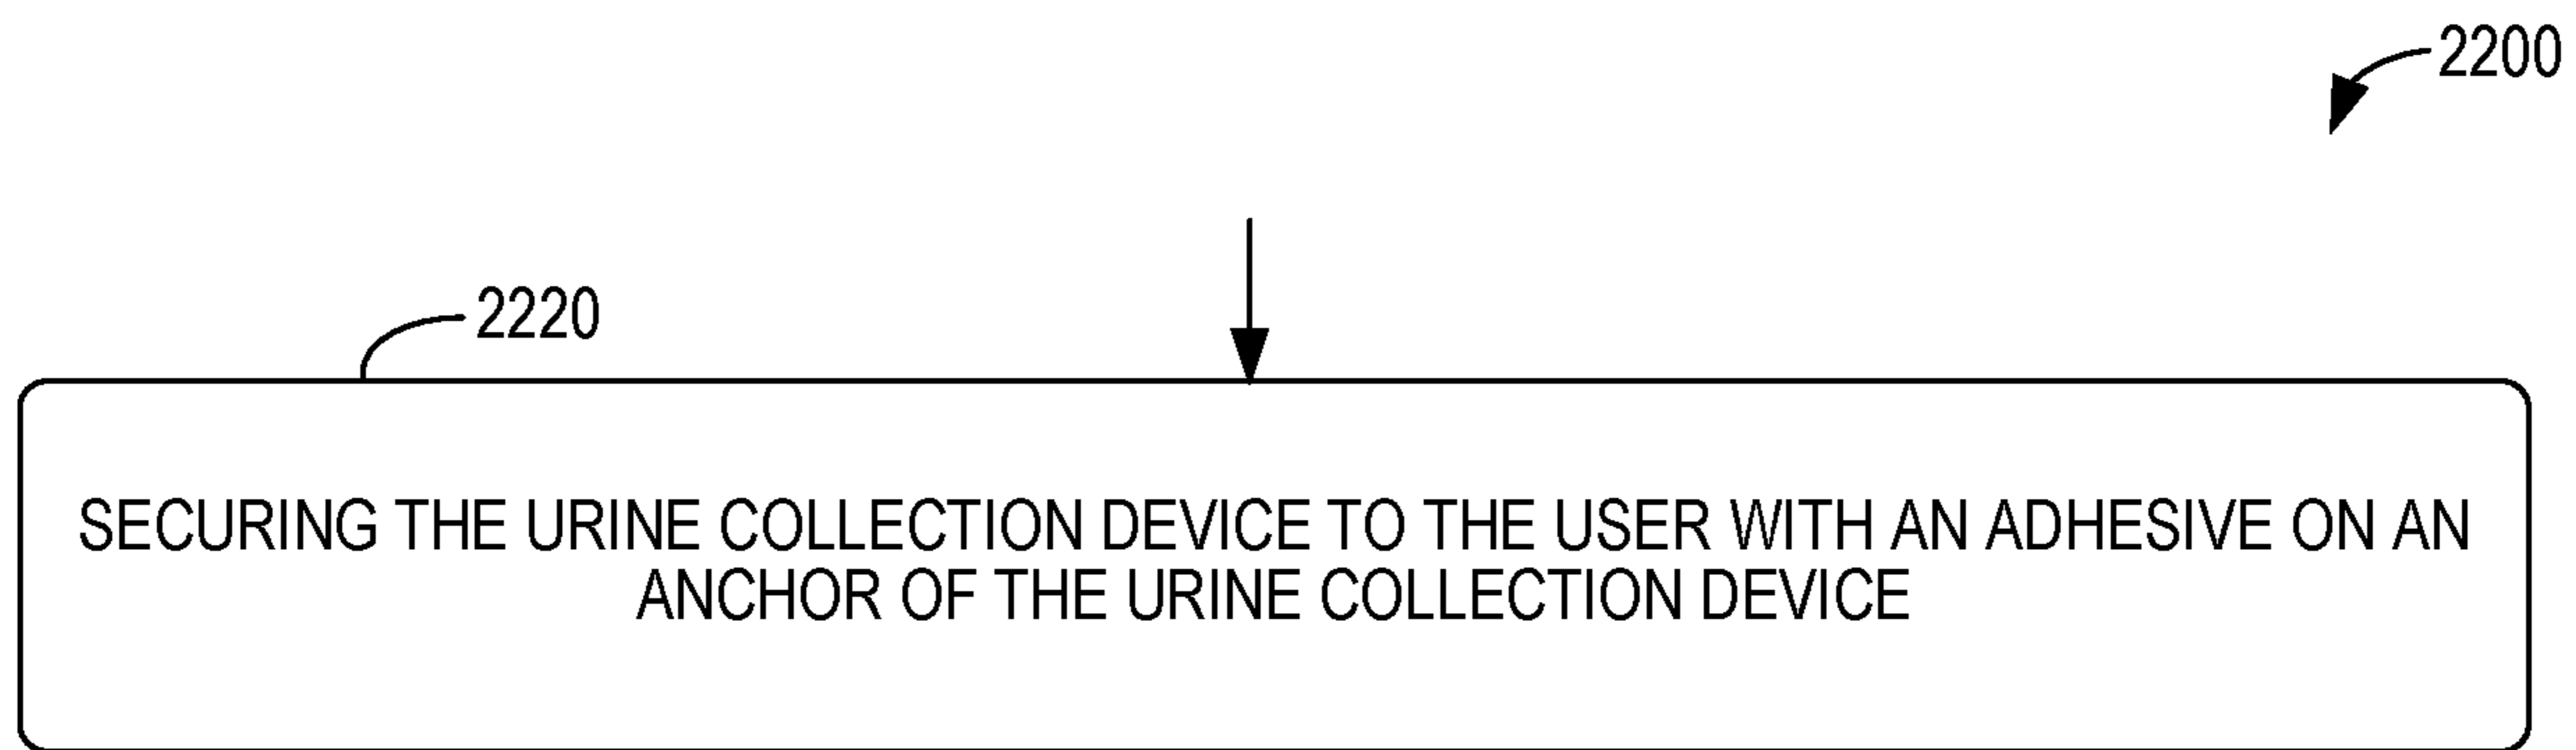 2200
2220
SECURING THE URINE COLLECTION DEVICE TO THE USER WITH AN ADHESIVE ON AN
ANCHOR OF THE URINE COLLECTION DEVICE